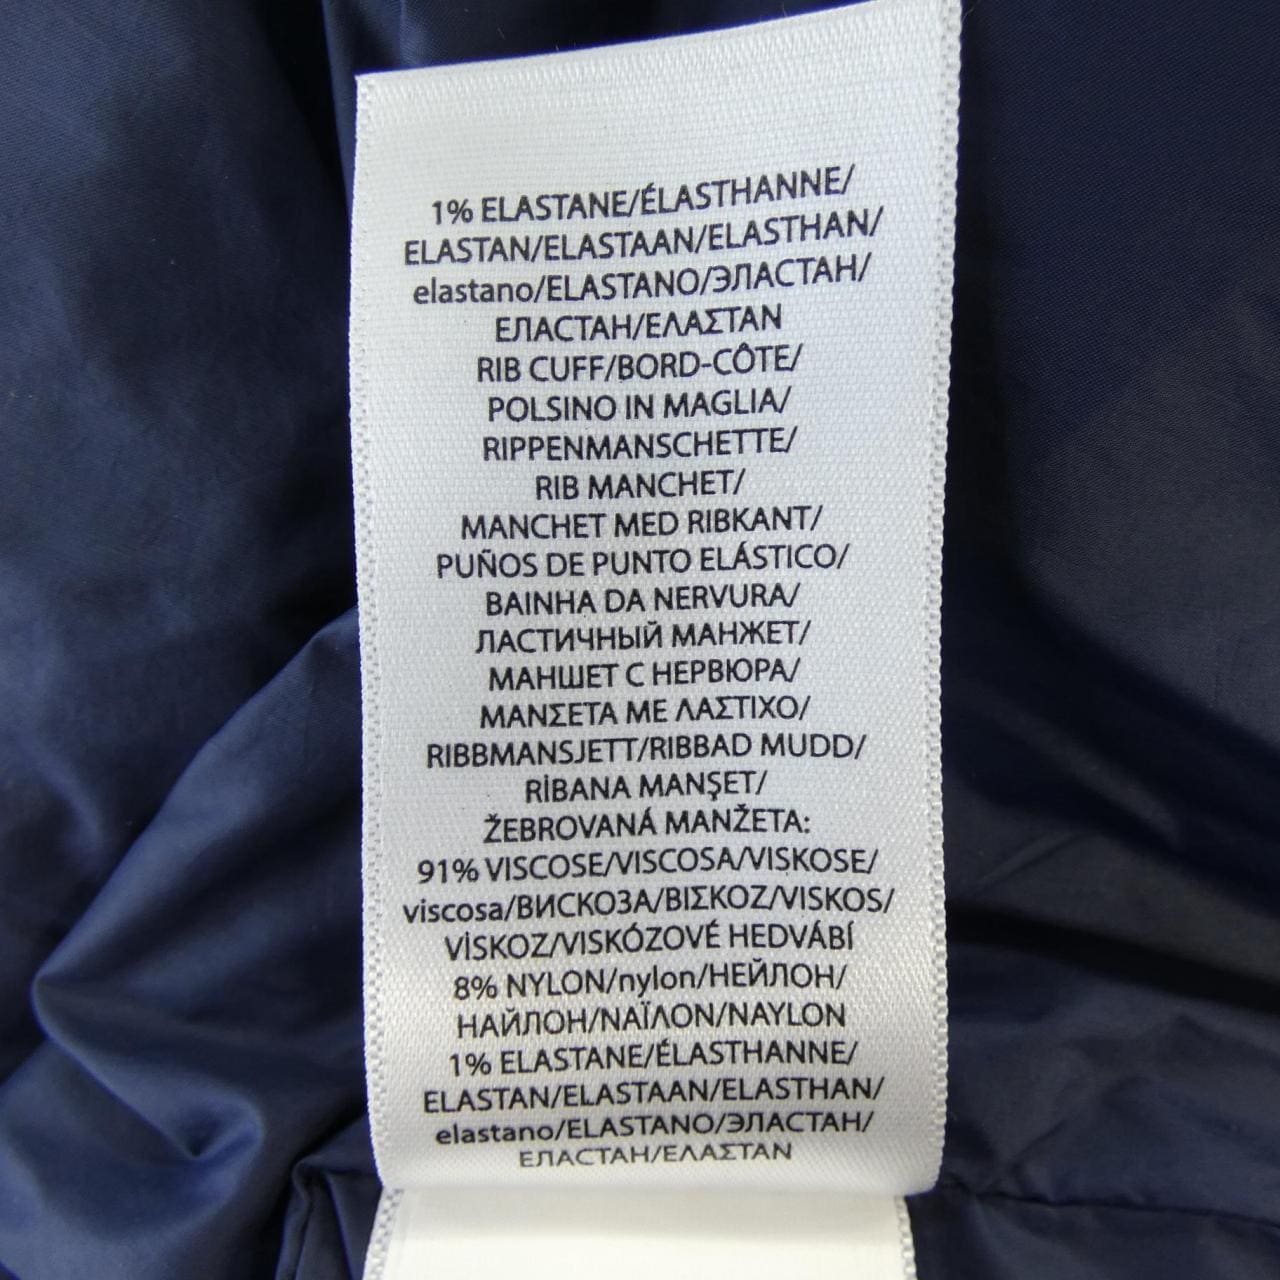 1% ELASTANE/ÉLASTHANNE/
ELASTAN/ELASTAAN/ELASTHAN/
elastano/ELASTANO/ЭЛАСТАН/
ЕЛАСТАН/ΕΛΑΣΤΑΝ
RIB CUFF/BORD-CÔTE/
POLSINO IN MAGLIA/
RIPPENMANSCHETTE/
RIB MANCHET/
MANCHET MED RIBKANT/
PUÑOS DE PUNTO ELÁSTICO/
BAINHA DA NERVURA/
ЛАСТИЧНЫЙ МАНЖЕТ/
МАНШЕТ С НЕРВЮРА/
ΜΑΝΣΕΤΑ ΜΕ ΛΑΣΤΙΧΟ/
RIBBMANSJETT/RIBBAD MUDD/
RİBANA MANŞET/
ŽEBROVANÁ MANŽETA:
91% VISCOSE/VISCOSA/VISKOSE/
viscosa/ВИСКОЗА/ΒΙΣΚΟΖ/VISKOS/
VİSKOZ/VISKÓZOVÉ HEDVÁBÍ
8% NYLON/nylon/НЕЙЛОН/
НАЙЛОН/ΝΑΪΛΟΝ/NAYLON
1% ELASTANE/ÉLASTHANNE/
ELASTAN/ELASTAAN/ELASTHAN/
elastano/ELASTANO/ЭЛАСТАН/
ЕЛАСТАН/ΕΛΑΣΤΑΝ